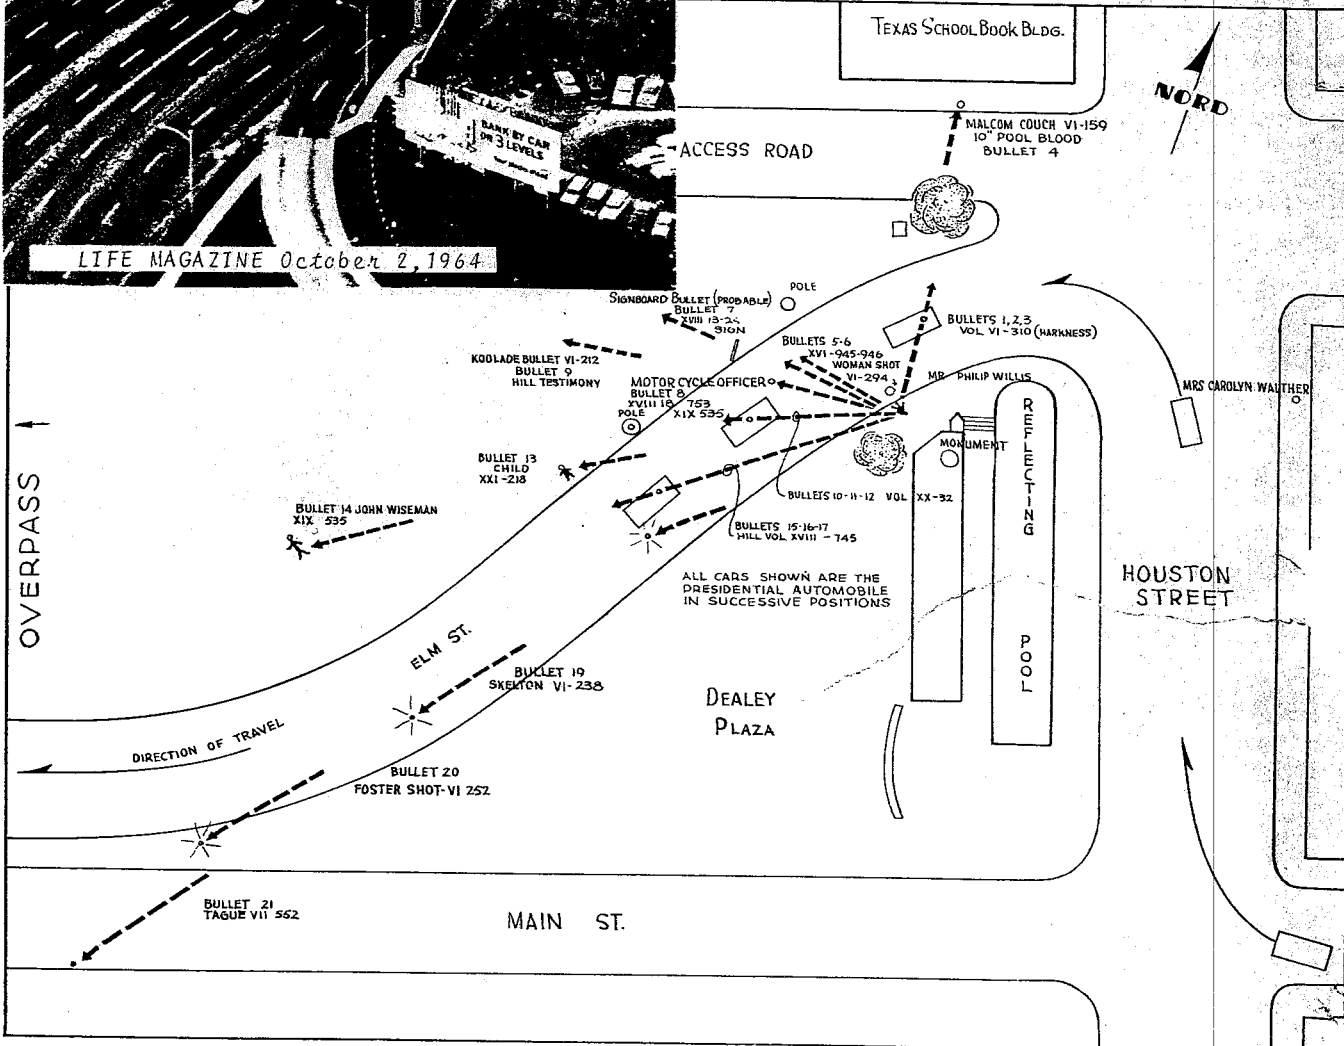 BANK BY CAR
ON 3 LEVELS
LIFE MAGAZINE October 2,1964
TEXAS SCHOOL BOOK BLDG.
NORD
MALCOM COUCH VI-159
10" POOL BLOOD
BULLET 4
ACCESS ROAD
POLE
SIGNBOARD BULLET (PROBABLE)
BULLET 7
XVIII 13-24
SIGN
BULLETS 1,2,3
VOL VI-310 (HARKNESS)
BULLETS 5-6
XVI-945-946
WOMAN SHOT
VI-294
KOOLADE BULLET VI-212
BULLET 9
HILL TESTIMONY
MOTOR CYCLE OFFICER
BULLET 8
XVIII 18 753
XIX 535
POLE
MR PHILIP WILLIS
MRS CAROLYN WALTHER
REFLECTING POOL
MONUMENT
BULLET 13
CHILD
XXI-218
BULLETS 10-11-12 VOL XX-32
BULLET 14 JOHN WISEMAN
XIX 535
BULLETS 15-16-17
HILL VOL XVIII - 745
OVERPASS
ALL CARS SHOWN ARE THE
PRESIDENTIAL AUTOMOBILE
IN SUCCESSIVE POSITIONS
HOUSTON
STREET
ELM ST.
BULLET 19
SKELTON VI-238
DEALEY
PLAZA
DIRECTION OF TRAVEL
BULLET 20
FOSTER SHOT-VI 252
BULLET 21
TAGUE VII 552
MAIN ST.